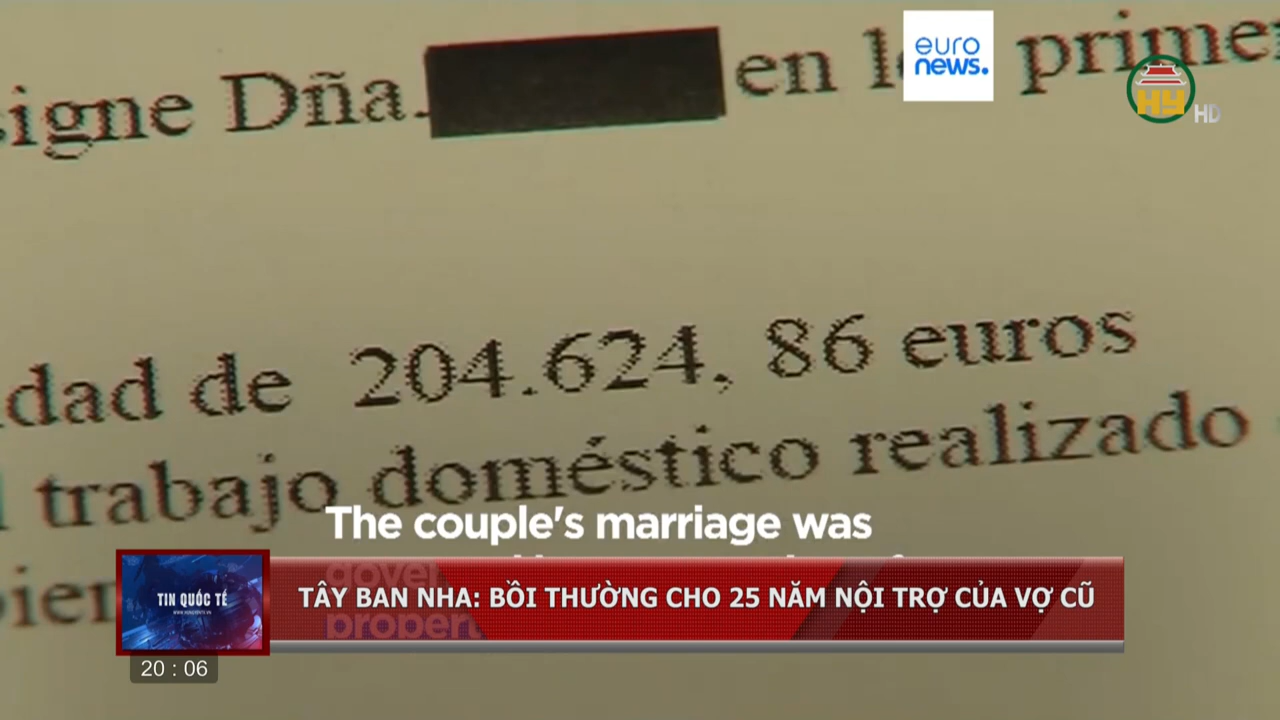 euro
news.
signe Dña. en l primer
HY HD
dad de 204.624, 86 euros
trabajo doméstico realizado
The couple's marriage was
TIN QUỐC TẾ
TÂY BAN NHA: BỒI THƯỜNG CHO 25 NĂM NỘI TRỢ CỦA VỢ CŨ
20 : 06